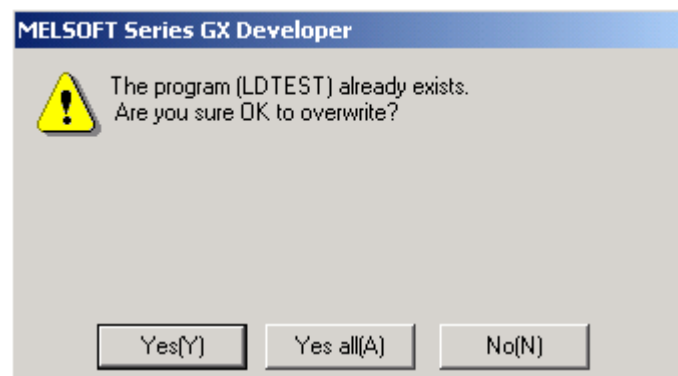 MELSOFT Series GX Developer
The program (LDTEST) already exists.
Are you sure OK to overwrite?
Yes(Y) Yes all(A) No(N)